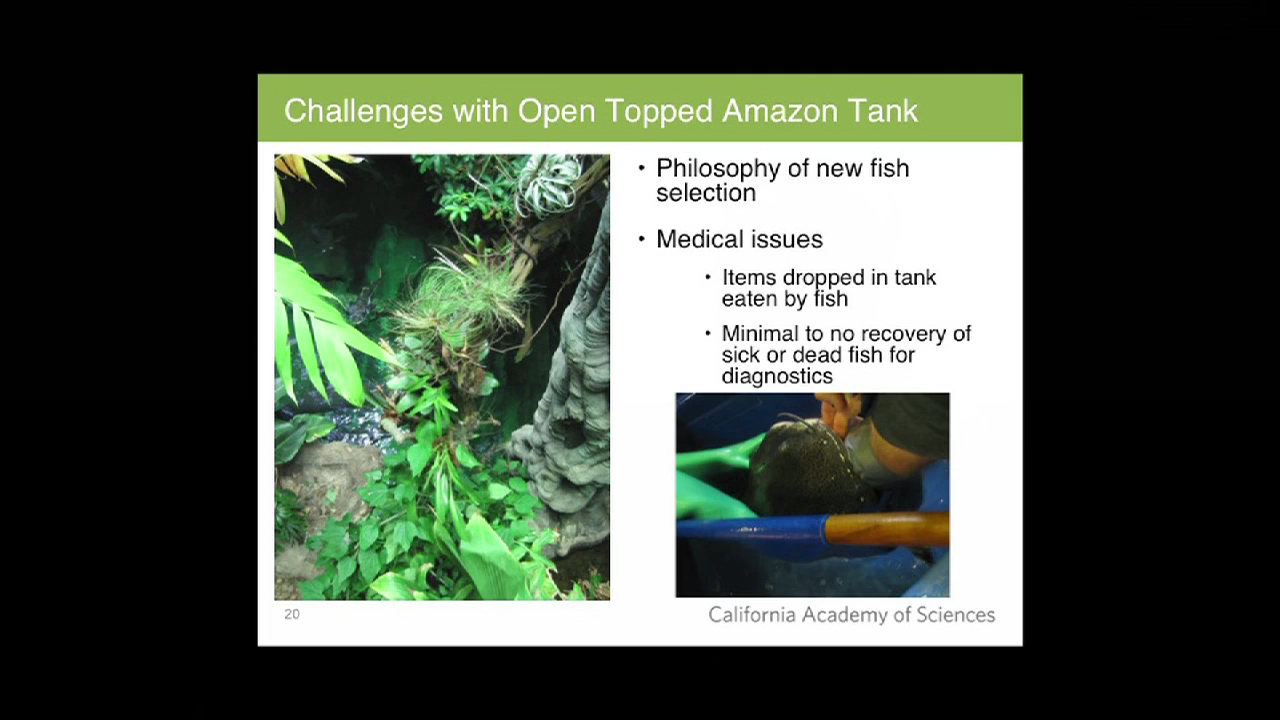 Challenges with Open Topped Amazon Tank
• Philosophy of new fish
selection
• Medical issues
• Items dropped in tank
eaten by fish
• Minimal to no recovery of
sick or dead fish for
diagnostics
20
California Academy of Sciences